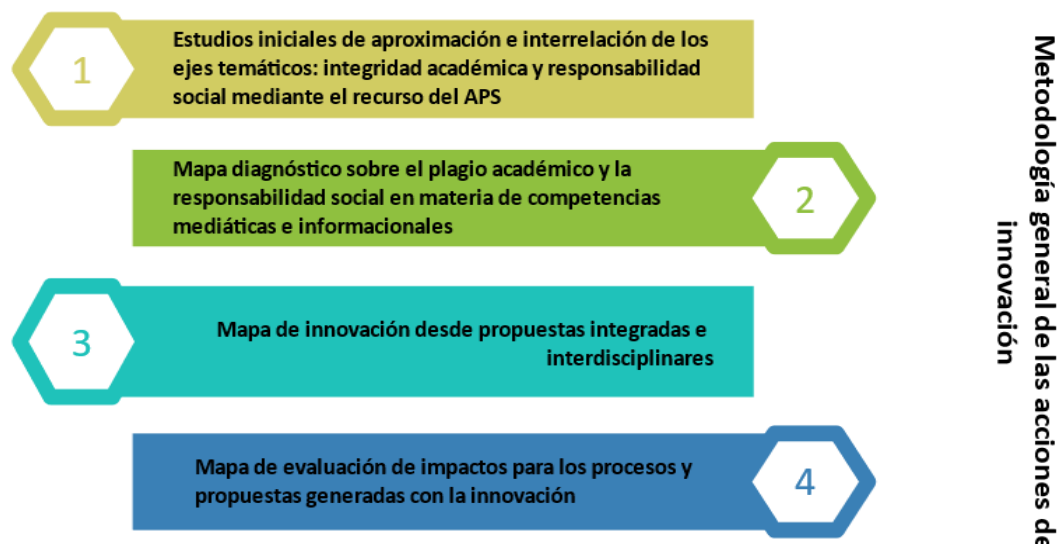 1
Estudios iniciales de aproximación e interrelación de los
ejes temáticos: integridad académica y responsabilidad
social mediante el recurso del APS
Mapa diagnóstico sobre el plagio académico y la
responsabilidad social en materia de competencias
mediáticas e informacionales
2
3
Mapa de innovación desde propuestas integradas e
interdisciplinares
Mapa de evaluación de impactos para los procesos y
propuestas generadas con la innovación
4
Metodología general de las acciones de
innovación